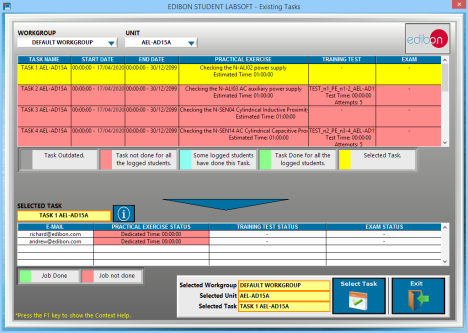 EDIBON STUDENT LABSOFT - Existing Tasks
WORKGROUP UNIT
DEFAULT WORKGROUP AEL-AD15A
edibon
TASK NAME START DATE END DATE PRACTICAL EXERCISE TRAINING TEST EXAM
TASK 1 AEL-AD15A 00:00:00 - 17/04/2020 00:00:00 - 30/12/2099 Checking the N-ALI02 power supply - -
Estimated Time: 01:00:00
TASK 2 AEL-AD15A 00:00:00 - 17/04/2020 00:00:00 - 30/12/2099 Checking the N-ALI03 AC auxiliary power supply TEST_n1_PE_n1-2_AEL-AD1 -
Estimated Time: 01:00:00 Test Time: 00:00:00
Attempts: 5
TASK 3 AEL-AD15A 00:00:00 - 17/04/2020 00:00:00 - 30/12/2099 Checking the N-SEN04 Cylindrical Inductive Proximity - -
Estimated Time: 01:00:00
TASK 4 AEL-AD15A 00:00:00 - 17/04/2020 00:00:00 - 30/12/2099 Checking the N-SEN14 AC Cylindrical Capacitive Prox TEST_n2_PE_n3-4_AEL-AD1 -
Estimated Time: 01:00:00 Test Time: 00:00:00
Attempts: 5
Task Outdated. Task not done for all the logged students. Some logged students have done this Task. Task Done for all the logged students. Selected Task.
SELECTED TASK
TASK 1 AEL-AD15A
E-MAIL PRACTICAL EXERCISE STATUS TRAINING TEST STATUS EXAM STATUS
richard@edibon.com Dedicated Time: 00:00:00 - -
andrew@edibon.com Dedicated Time: 00:00:00 - -
Job Done Job not done
Selected Workgroup DEFAULT WORKGROUP
Selected Unit AEL-AD15A
Selected Task TASK 1 AEL-AD15A
Select Task Exit
*Press the F1 key to show the Context Help.